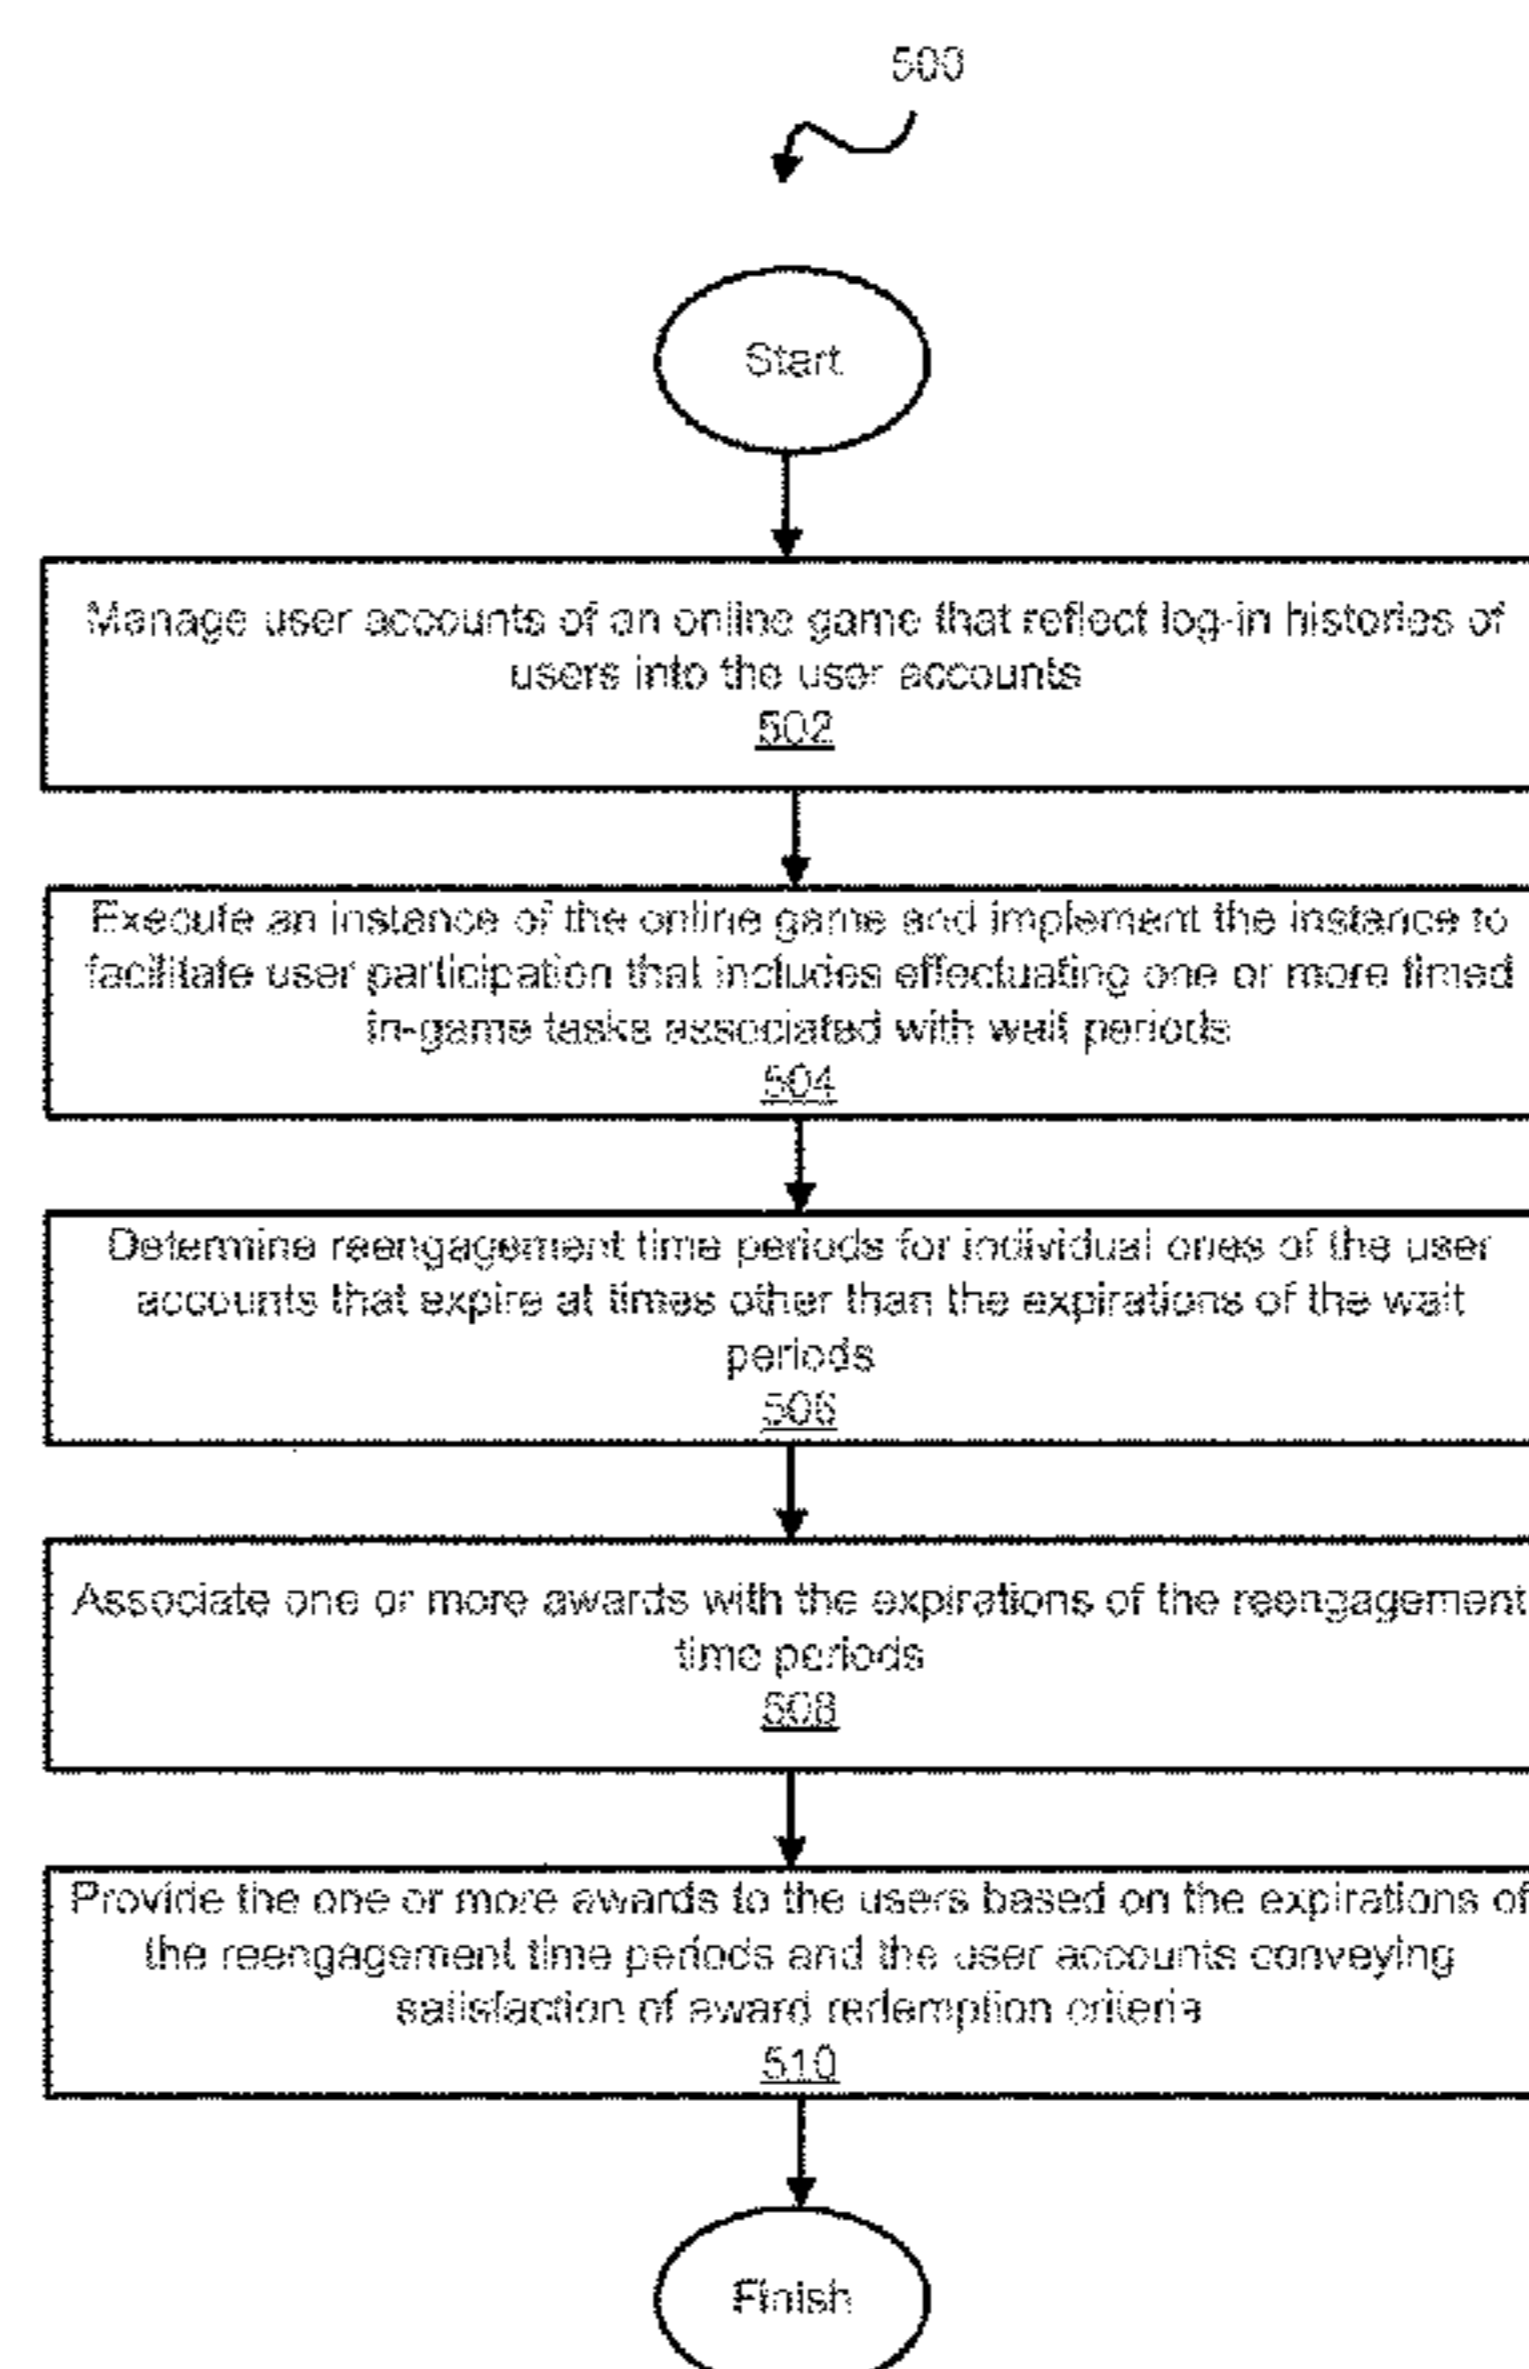 500
Start
Manage user accounts of an online game that reflect log-in histories of
users into the user accounts
502
Execute an instance of the online game and implement the instance to
facilitate user participation that includes effectuating one or more timed
in-game tasks associated with wait periods
504
Determine reengagement time periods for individual ones of the user
accounts that expire at times other than the expirations of the wait
periods
506
Associate one or more awards with the expirations of the reengagement
time periods
508
Provide the one or more awards to the users based on the expirations of
the reengagement time periods and the user accounts conveying
satisfaction of award redemption criteria
510
Finish